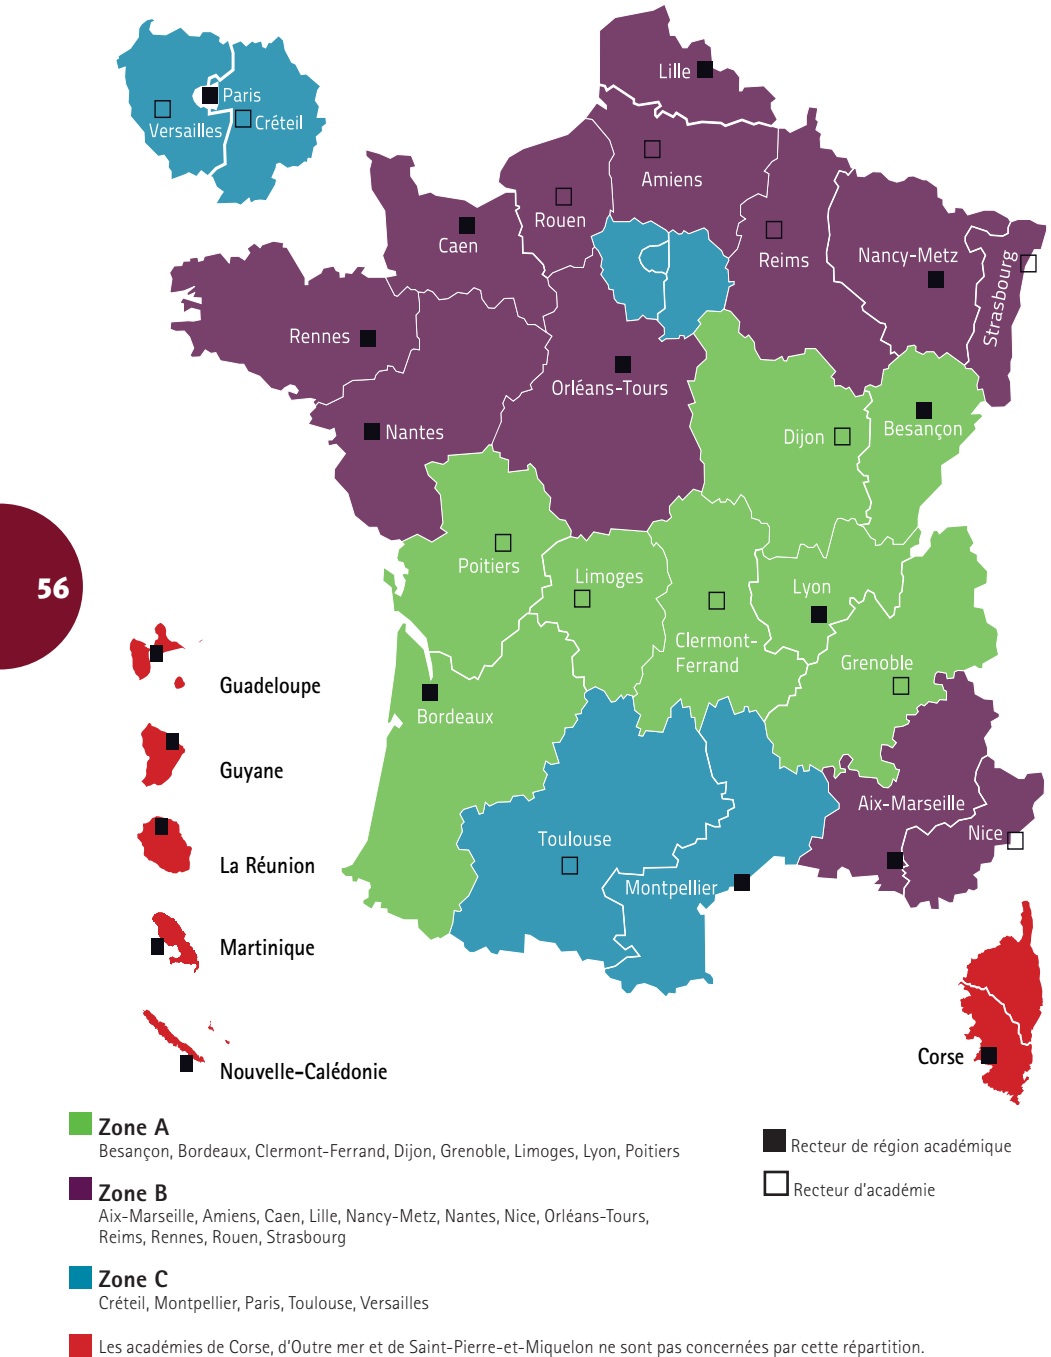 Lille
Paris
Versailles
Créteil
Amiens
Rouen
Caen
Reims
Nancy-Metz
Strasbourg
Rennes
Orléans-Tours
Nantes
Dijon
Besançon
Poitiers
Limoges
Lyon
56
Clermont-
Ferrand
Grenoble
Guadeloupe
Bordeaux
Guyane
Aix-Marseille
Nice
Toulouse
La Réunion
Montpellier
Martinique
Corse
Nouvelle-Calédonie
Zone A
Besançon, Bordeaux, Clermont-Ferrand, Dijon, Grenoble, Limoges, Lyon, Poitiers
Zone B
Aix-Marseille, Amiens, Caen, Lille, Nancy-Metz, Nantes, Nice, Orléans-Tours,
Reims, Rennes, Rouen, Strasbourg
Zone C
Créteil, Montpellier, Paris, Toulouse, Versailles
Les académies de Corse, d'Outre mer et de Saint-Pierre-et-Miquelon ne sont pas concernées par cette répartition.
Recteur de région académique
Recteur d'académie